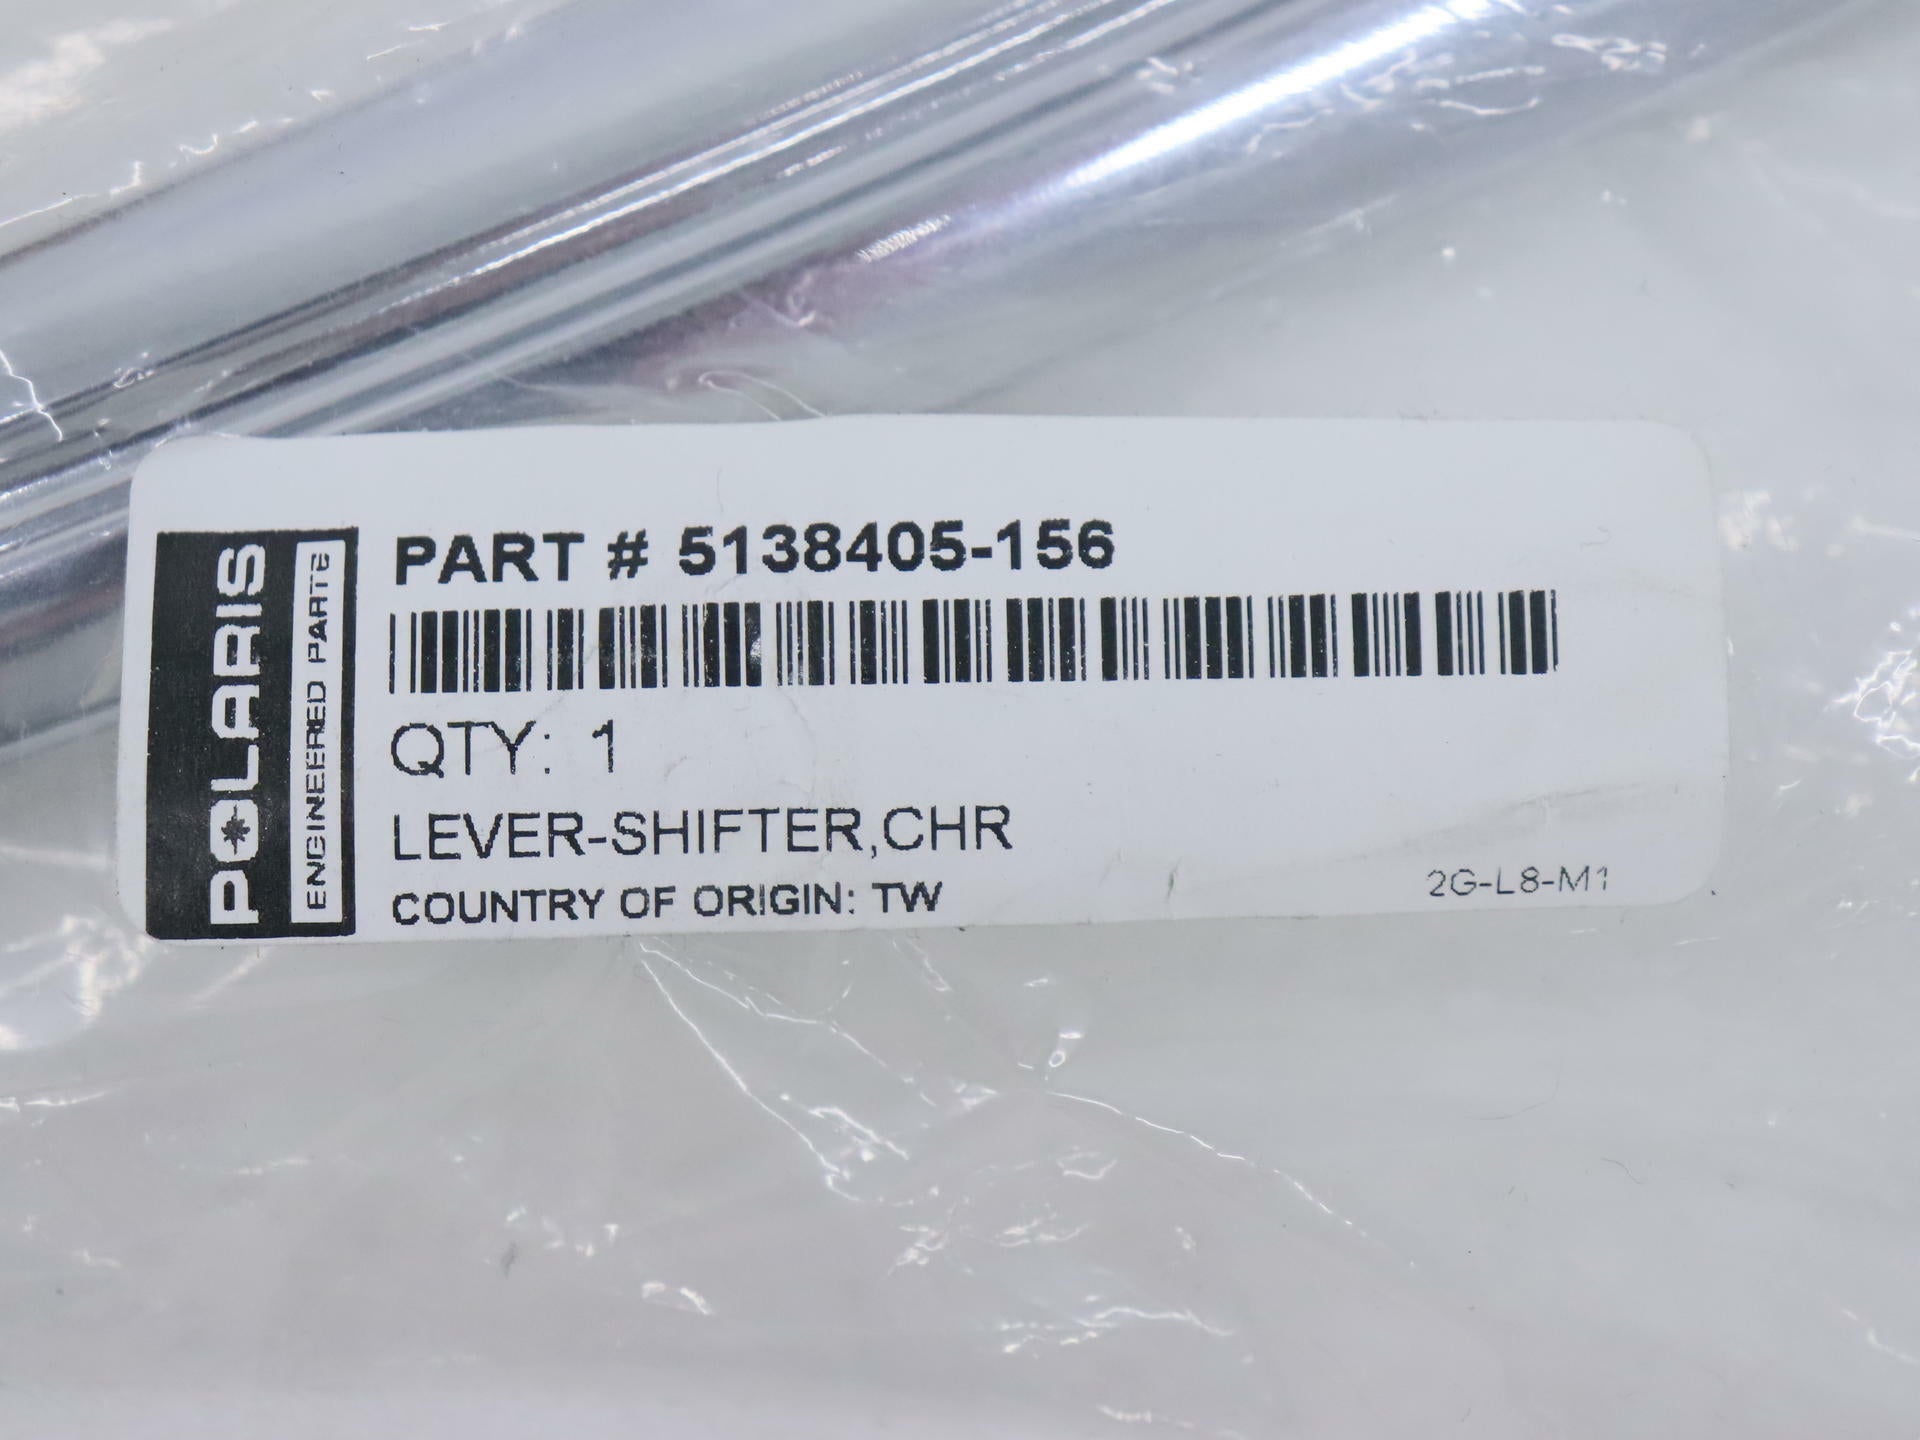 POLARIS
ENGINEERED PARTS
PART # 5138405-156
QTY: 1
LEVER-SHIFTER,CHR
COUNTRY OF ORIGIN: TW
2G-L8-M1